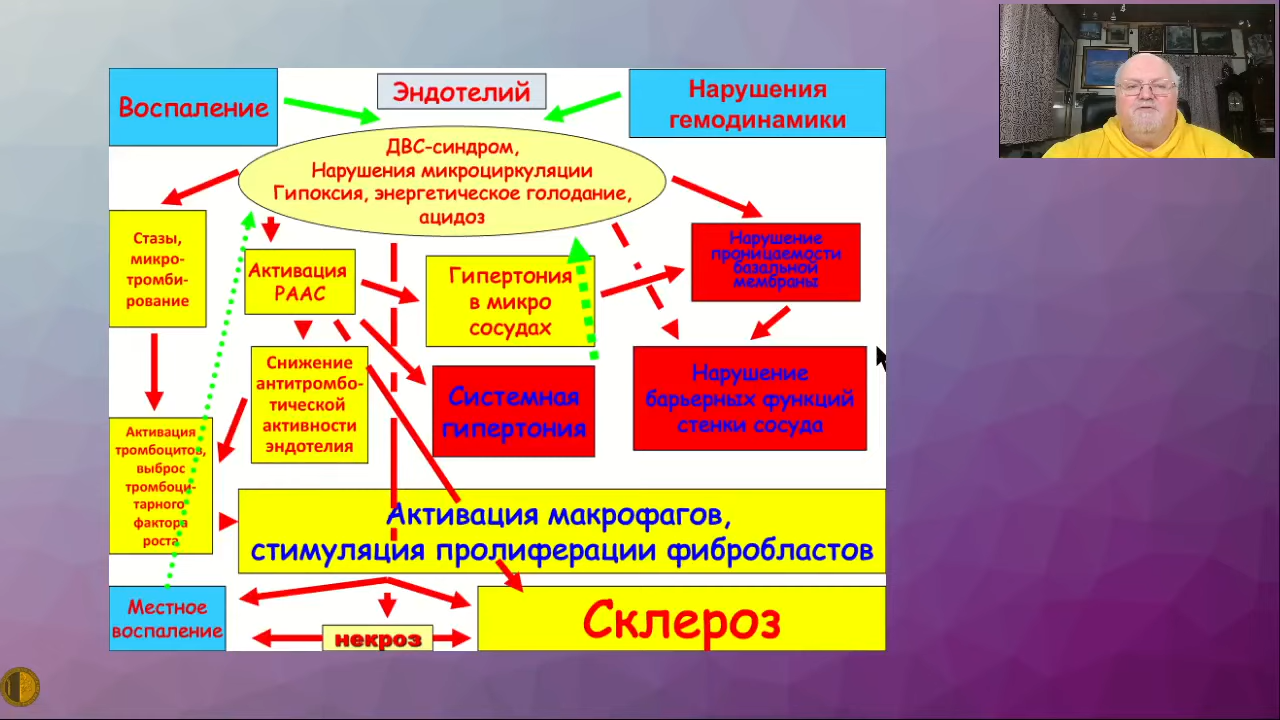 Воспаление
Эндотелий
Нарушения
гемодинамики
ДВС-синдром,
Нарушения микроциркуляции
Гипоксия, энергетическое голодание,
ацидоз
Стазы,
микро-
тромби-
рование
Активация
РААС
Гипертония
в микро
сосудах
Нарушение
проницаемости
базальной
мембраны
Снижение
антитромбо-
тической
активности
эндотелия
Системная
гипертония
Нарушение
барьерных функций
стенки сосуда
Активация
тромбоцитов,
выброс
тромбоци-
тарного
фактора
роста
Активация макрофагов,
стимуляция пролиферации фибробластов
Местное
воспаление
некроз
Склероз